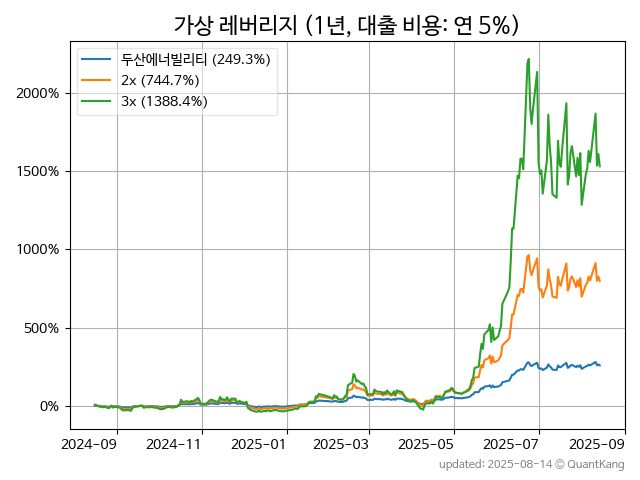 가상 레버리지 (1년, 대출 비용: 연 5%)
두산에너빌리티 (249.3%)
2x (744.7%)
3x (1388.4%)
2000%
1500%
1000%
500%
0%
2024-09 2024-11 2025-01 2025-03 2025-05 2025-07 2025-09
updated: 2025-08-14 © QuantKang